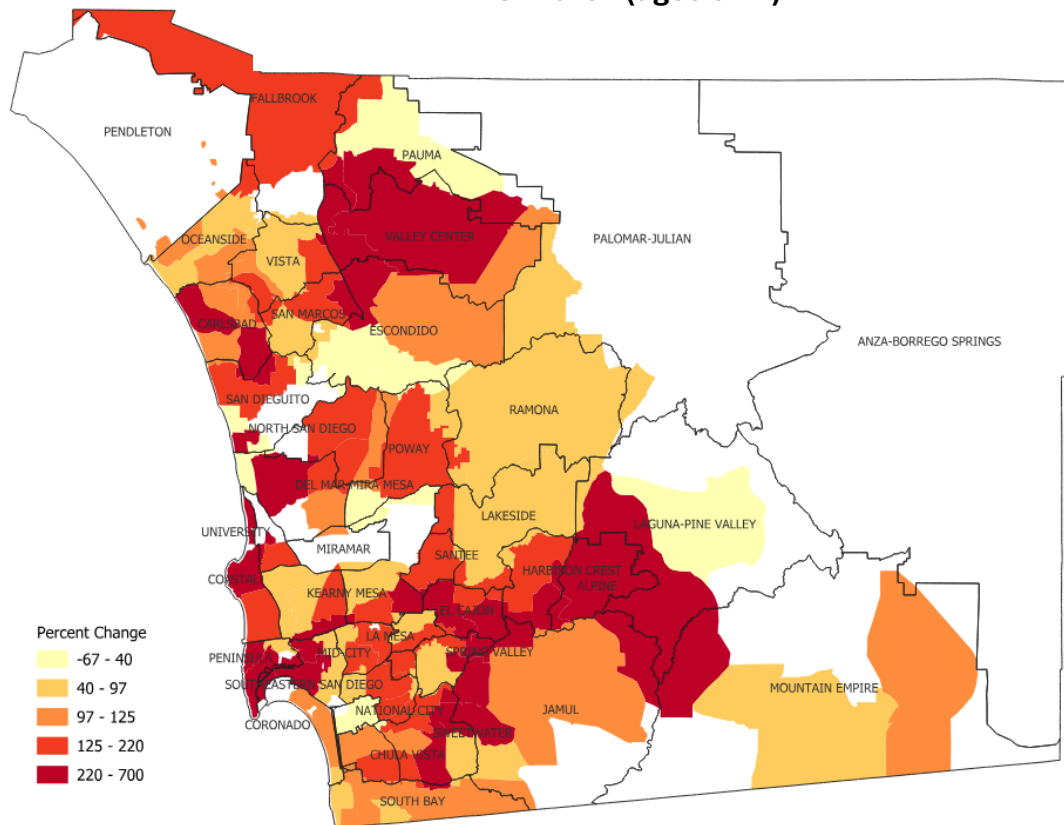 FALLBROOK
PENDLETON
PAUMA
OCEANSIDE
VALLEY CENTER
PALOMAR-JULIAN
VISTA
SAN MARCOS
CARLSBAD
ESCONDIDO
ANZA-BORREGO SPRINGS
SAN DIEGUITO
RAMONA
NORTH SAN DIEGO
POWAY
DEL MAR-MIRA MESA
LAKESIDE
LAGUNA-PINE VALLEY
UNIVERSITY
MIRAMAR
SANTEE
HARBISON CREST
COASTAL
ALPINE
KEARNY MESA
EL CAJON
LA MESA
Percent Change
-67 - 40
40 - 97
97 - 125
125 - 220
220 - 700
PENINSULA
MID-CITY
SPRING VALLEY
SOUTHEASTERN SAN DIEGO
MOUNTAIN EMPIRE
NATIONAL CITY
JAMUL
CORONADO
SWEETWATER
CHULA VISTA
SOUTH BAY